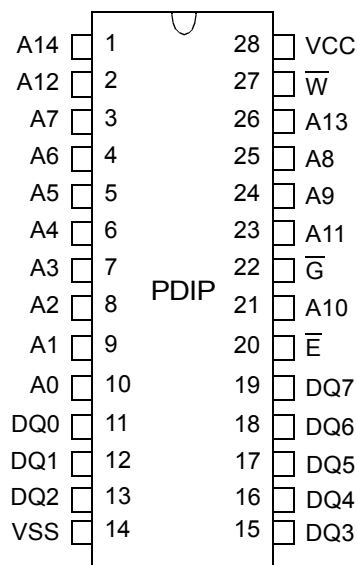 A14 1 28 VCC
A12 2 27 W̅
A7 3 26 A13
A6 4 25 A8
A5 5 24 A9
A4 6 23 A11
A3 7 22 G̅
A2 8 21 A10
PDIP
A1 9 20 E̅
A0 10 19 DQ7
DQ0 11 18 DQ6
DQ1 12 17 DQ5
DQ2 13 16 DQ4
VSS 14 15 DQ3